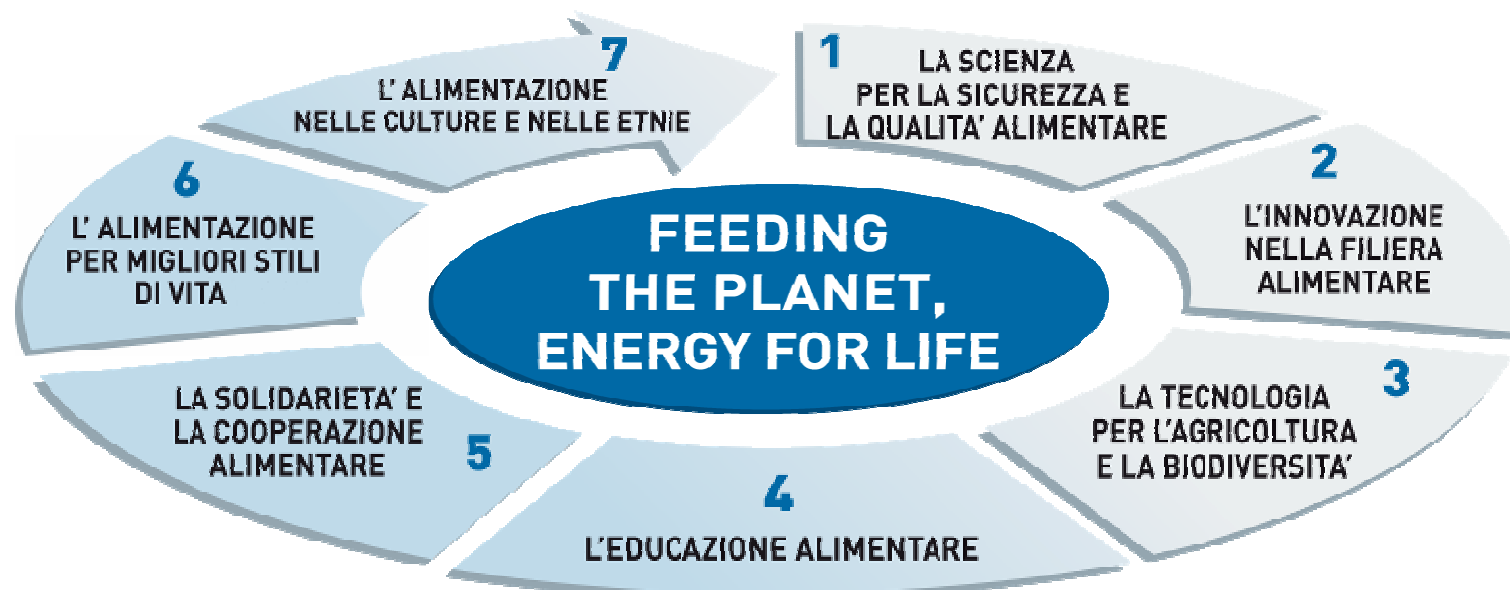 1
LA SCIENZA
PER LA SICUREZZA E
LA QUALITA' ALIMENTARE
2
L'INNOVAZIONE
NELLA FILIERA
ALIMENTARE
3
LA TECNOLOGIA
PER L'AGRICOLTURA
E LA BIODIVERSITA'
4
L'EDUCAZIONE ALIMENTARE
5
LA SOLIDARIETA' E
LA COOPERAZIONE
ALIMENTARE
6
L' ALIMENTAZIONE
PER MIGLIORI STILI
DI VITA
7
L' ALIMENTAZIONE
NELLE CULTURE E NELLE ETNIE
FEEDING
THE PLANET,
ENERGY FOR LIFE